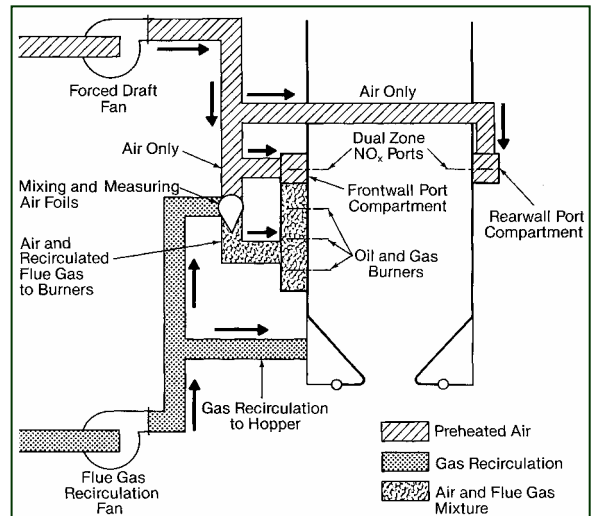 Forced Draft
Fan
Air Only
Air Only
Dual Zone
NOx Ports
Mixing and Measuring
Air Foils
Frontwall Port
Compartment
Rearwall Port
Compartment
Air and
Recirculated
Flue Gas
to Burners
Oil and Gas
Burners
Gas Recirculation
to Hopper
Flue Gas
Recirculation
Fan
Preheated Air
Gas Recirculation
Air and Flue Gas
Mixture